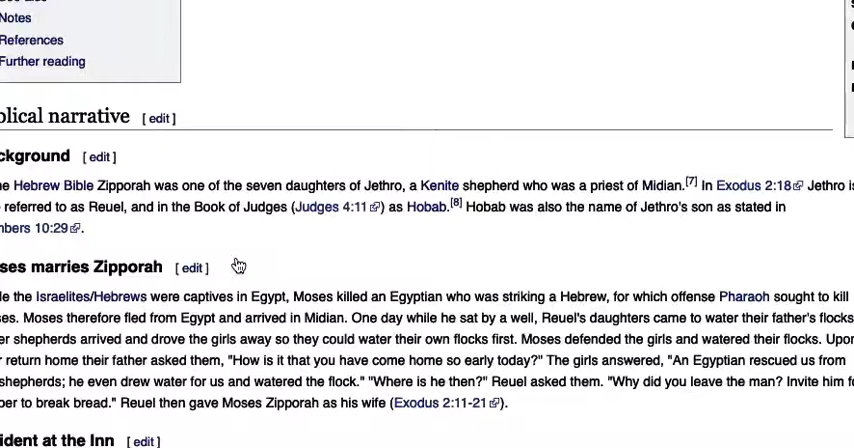 Notes
References
Further reading
blical narrative [ edit ]
ckground [ edit ]
he Hebrew Bible Zipporah was one of the seven daughters of Jethro, a Kenite shepherd who was a priest of Midian.[7] In Exodus 2:18 Jethro is
referred to as Reuel, and in the Book of Judges (Judges 4:11) as Hobab.[8] Hobab was also the name of Jethro's son as stated in
mbers 10:29.
ses marries Zipporah [ edit ]
le the Israelites/Hebrews were captives in Egypt, Moses killed an Egyptian who was striking a Hebrew, for which offense Pharaoh sought to kill
ses. Moses therefore fled from Egypt and arrived in Midian. One day while he sat by a well, Reuel's daughters came to water their father's flocks
er shepherds arrived and drove the girls away so they could water their own flocks first. Moses defended the girls and watered their flocks. Upon
r return home their father asked them, "How is it that you have come home so early today?" The girls answered, "An Egyptian rescued us from
shepherds; he even drew water for us and watered the flock." "Where is he then?" Reuel asked them. "Why did you leave the man? Invite him f
per to break bread." Reuel then gave Moses Zipporah as his wife (Exodus 2:11-21).
ident at the Inn [ edit ]